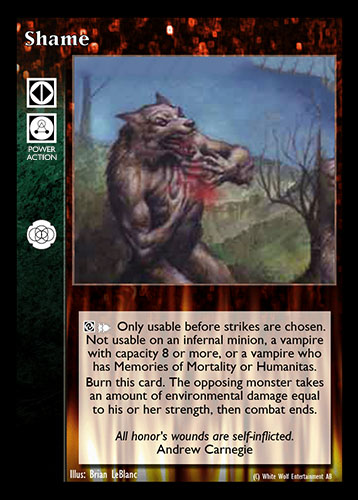 Shame
POWER
ACTION
Only usable before strikes are chosen.
Not usable on an infernal minion, a vampire
with capacity 8 or more, or a vampire who
has Memories of Mortality or Humanitas.
Burn this card. The opposing monster takes
an amount of environmental damage equal
to his or her strength, then combat ends.
All honor's wounds are self-inflicted.
Andrew Carnegie
Illus: Brian LeBlanc
(C) White Wolf Entertainment AB